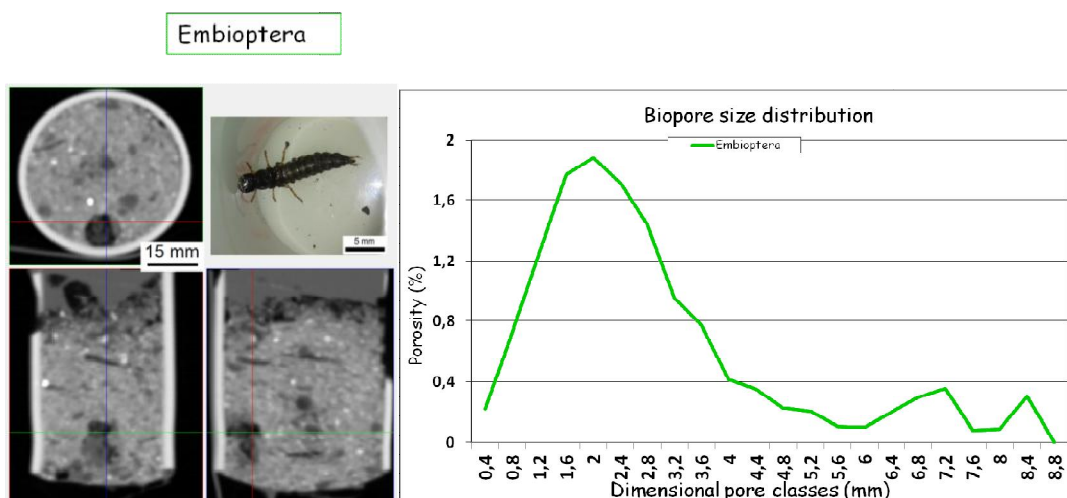 Embioptera
15 mm
5 mm
Biopore size distribution
Embioptera
Porosity (%)
2
1,6
1,2
0,8
0,4
0
0,4 0,8 1,2 1,6 2 2,4 2,8 3,2 3,6 4 4,4 4,8 5,2 5,6 6 6,4 6,8 7,2 7,6 8 8,4 8,8
Dimensional pore classes (mm)